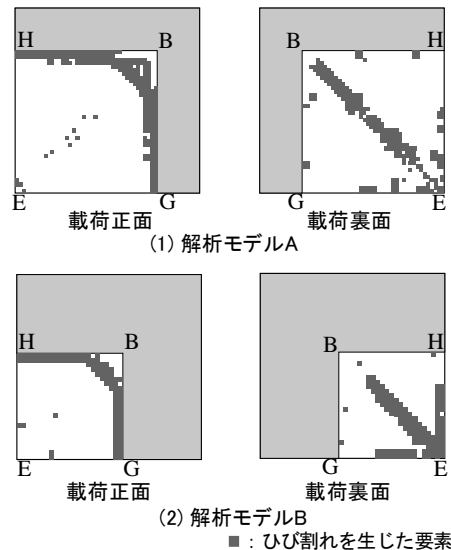 H B B H
E G G E
載荷正面 載荷裏面
(1) 解析モデルA
H B B H
E G G E
載荷正面 載荷裏面
(2) 解析モデルB
■ : ひび割れを生じた要素